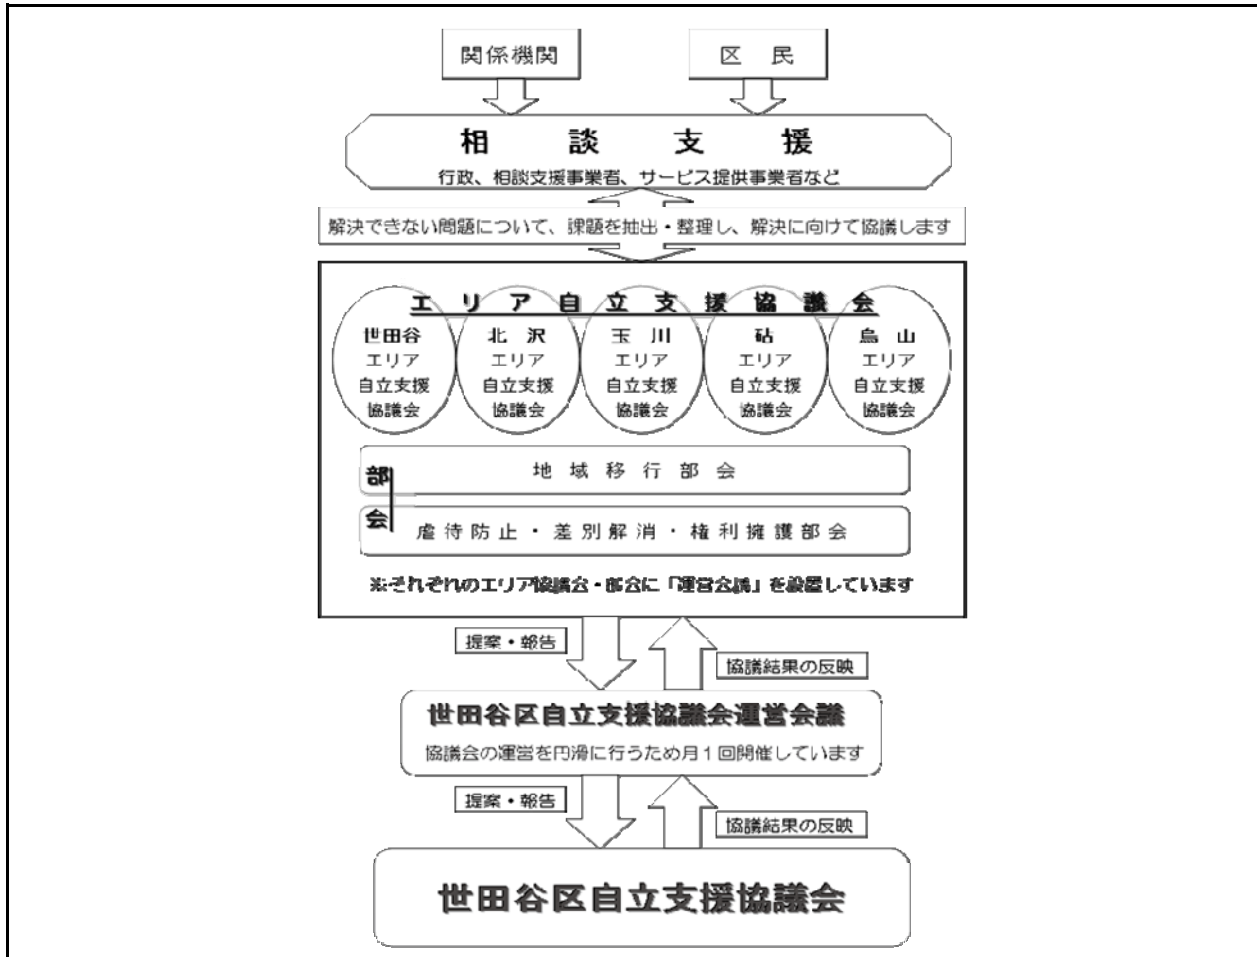 関係機関
区民
相談支援
行政、相談支援事業者、サービス提供事業者など
解決できない問題について、課題を抽出・整理し、解決に向けて協議します
エリア自立支援協議会
世田谷
エリア
自立支援
協議会
北沢
エリア
自立支援
協議会
玉川
エリア
自立支援
協議会
砧
エリア
自立支援
協議会
烏山
エリア
自立支援
協議会
部会
地域移行部会
虐待防止・差別解消・権利擁護部会
※それぞれのエリア協議会・部会に「運営会議」を設置しています
提案・報告
協議結果の反映
世田谷区自立支援協議会運営会議
協議会の運営を円滑に行うため月1回開催しています
提案・報告
協議結果の反映
世田谷区自立支援協議会